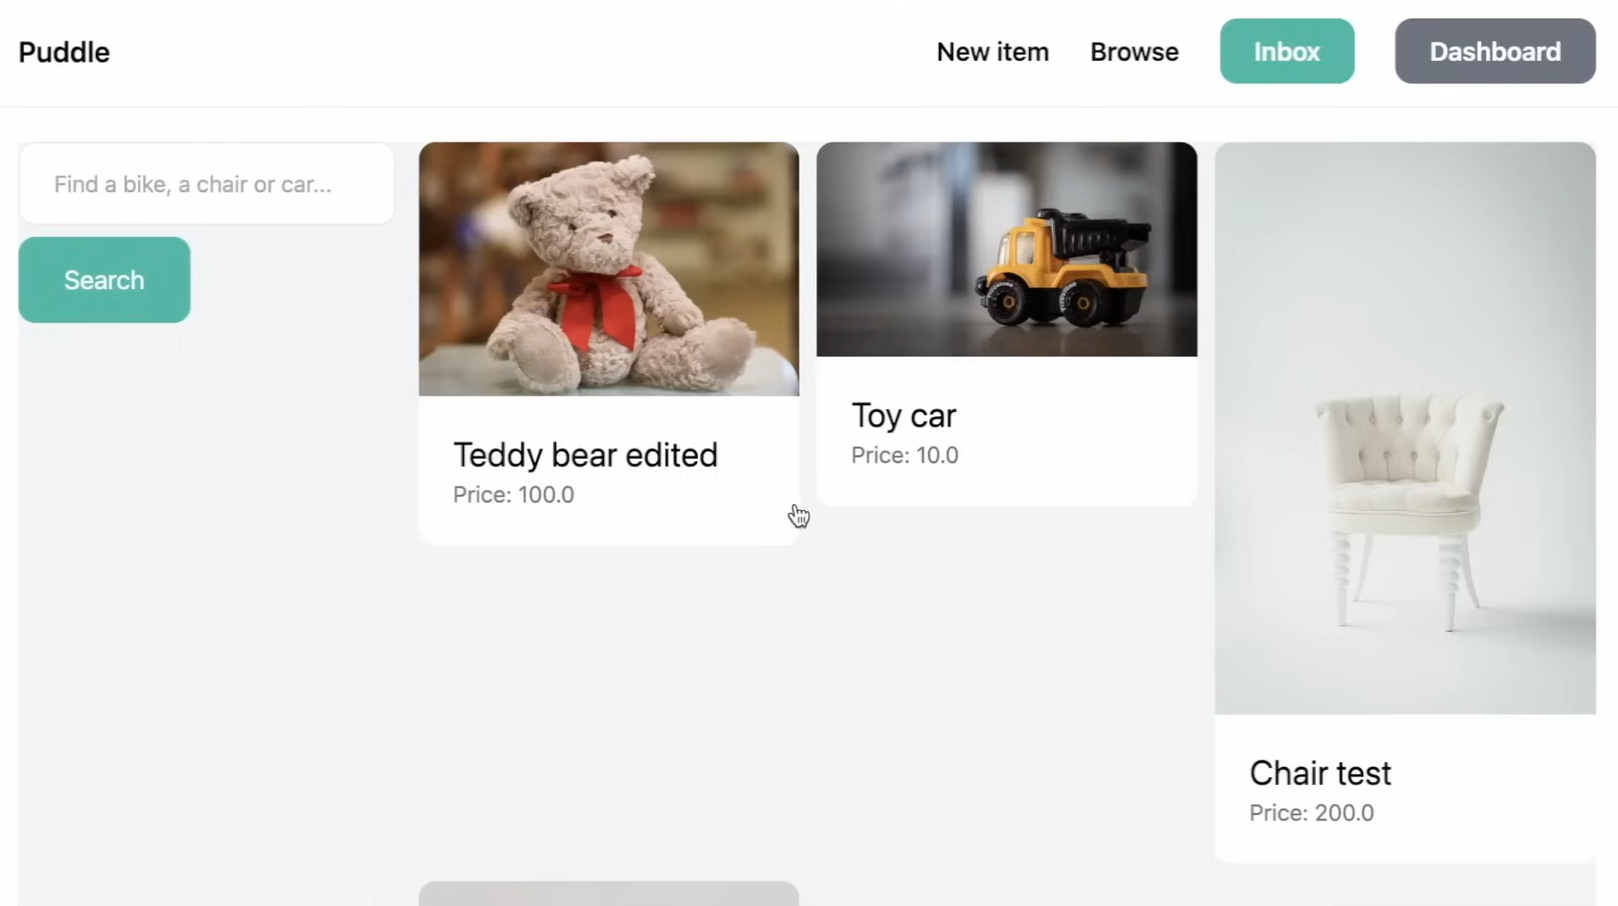 Puddle
New item
Browse
Inbox
Dashboard
Find a bike, a chair or car...
Search
Teddy bear edited
Price: 100.0
Toy car
Price: 10.0
Chair test
Price: 200.0